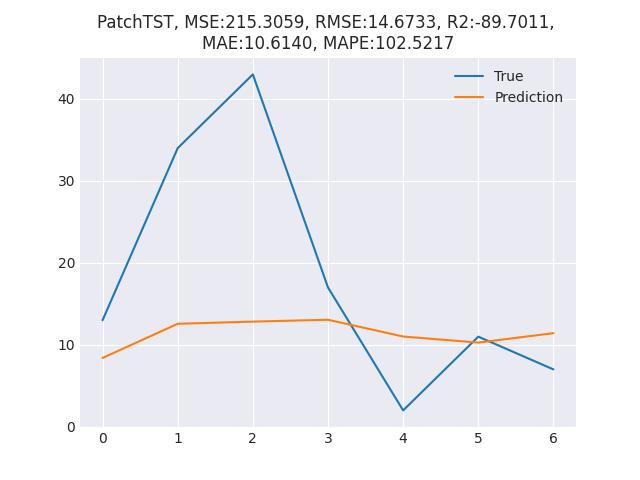 PatchTST, MSE:215.3059, RMSE:14.6733, R2:-89.7011,
MAE:10.6140, MAPE:102.5217
True
Prediction
40
30
20
10
0
0 1 2 3 4 5 6